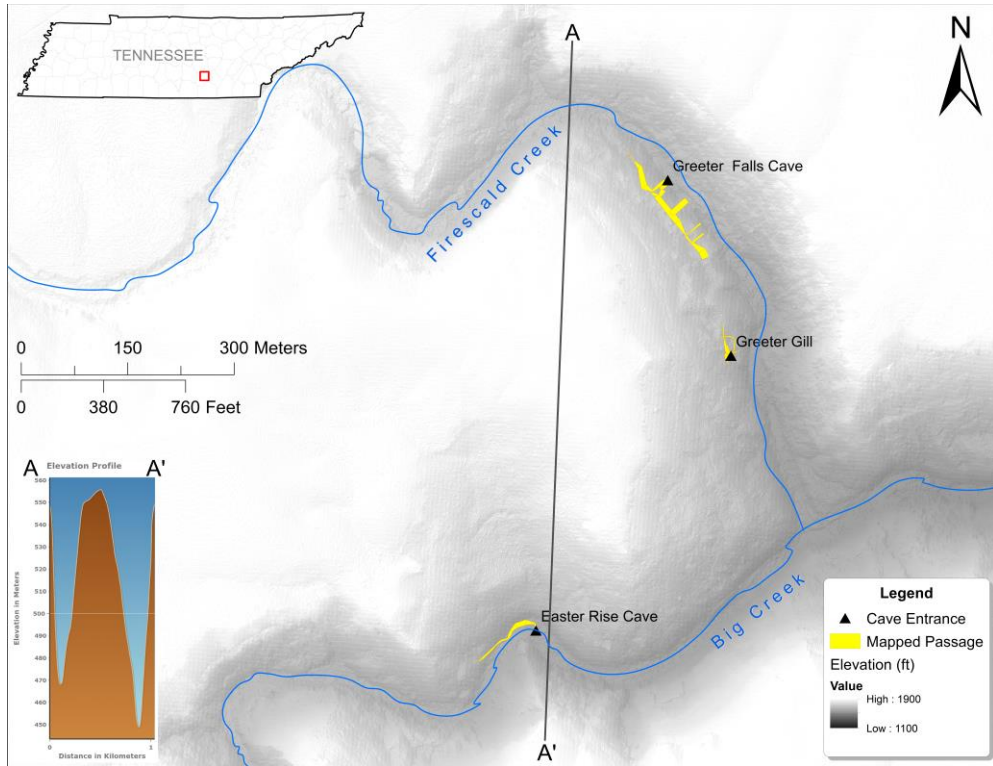 TENNESSEE
A
N
Firescald Creek
Greeter Falls Cave
Greeter Gill
0 150 300 Meters
0 380 760 Feet
A A'
Elevation Profile
560
550
540
530
520
510
500
490
480
470
460
450
Elevation in Meters
0 1
Distance in Kilometers
Easter Rise Cave
Big Creek
A'
Legend
Cave Entrance
Mapped Passage
Elevation (ft)
Value
High : 1900
Low : 1100